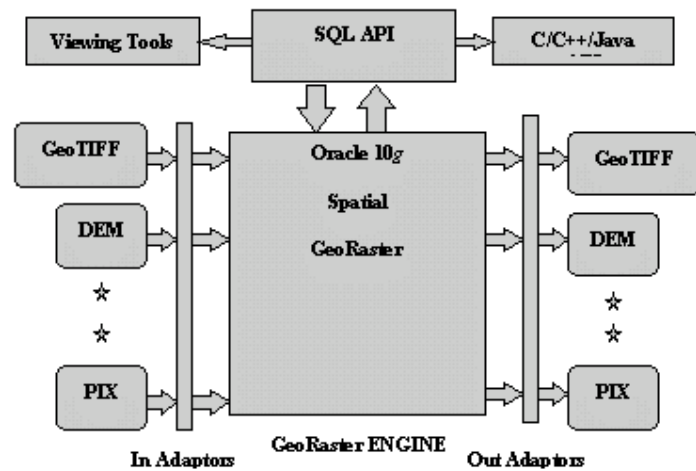 SQL API
Viewing Tools
C/C++/Java
Oracle 10g
Spatial
GeoRaster
GeoTIFF
DEM
PIX
GeoTIFF
DEM
PIX
GeoRaster ENGINE
In Adaptors
Out Adaptors